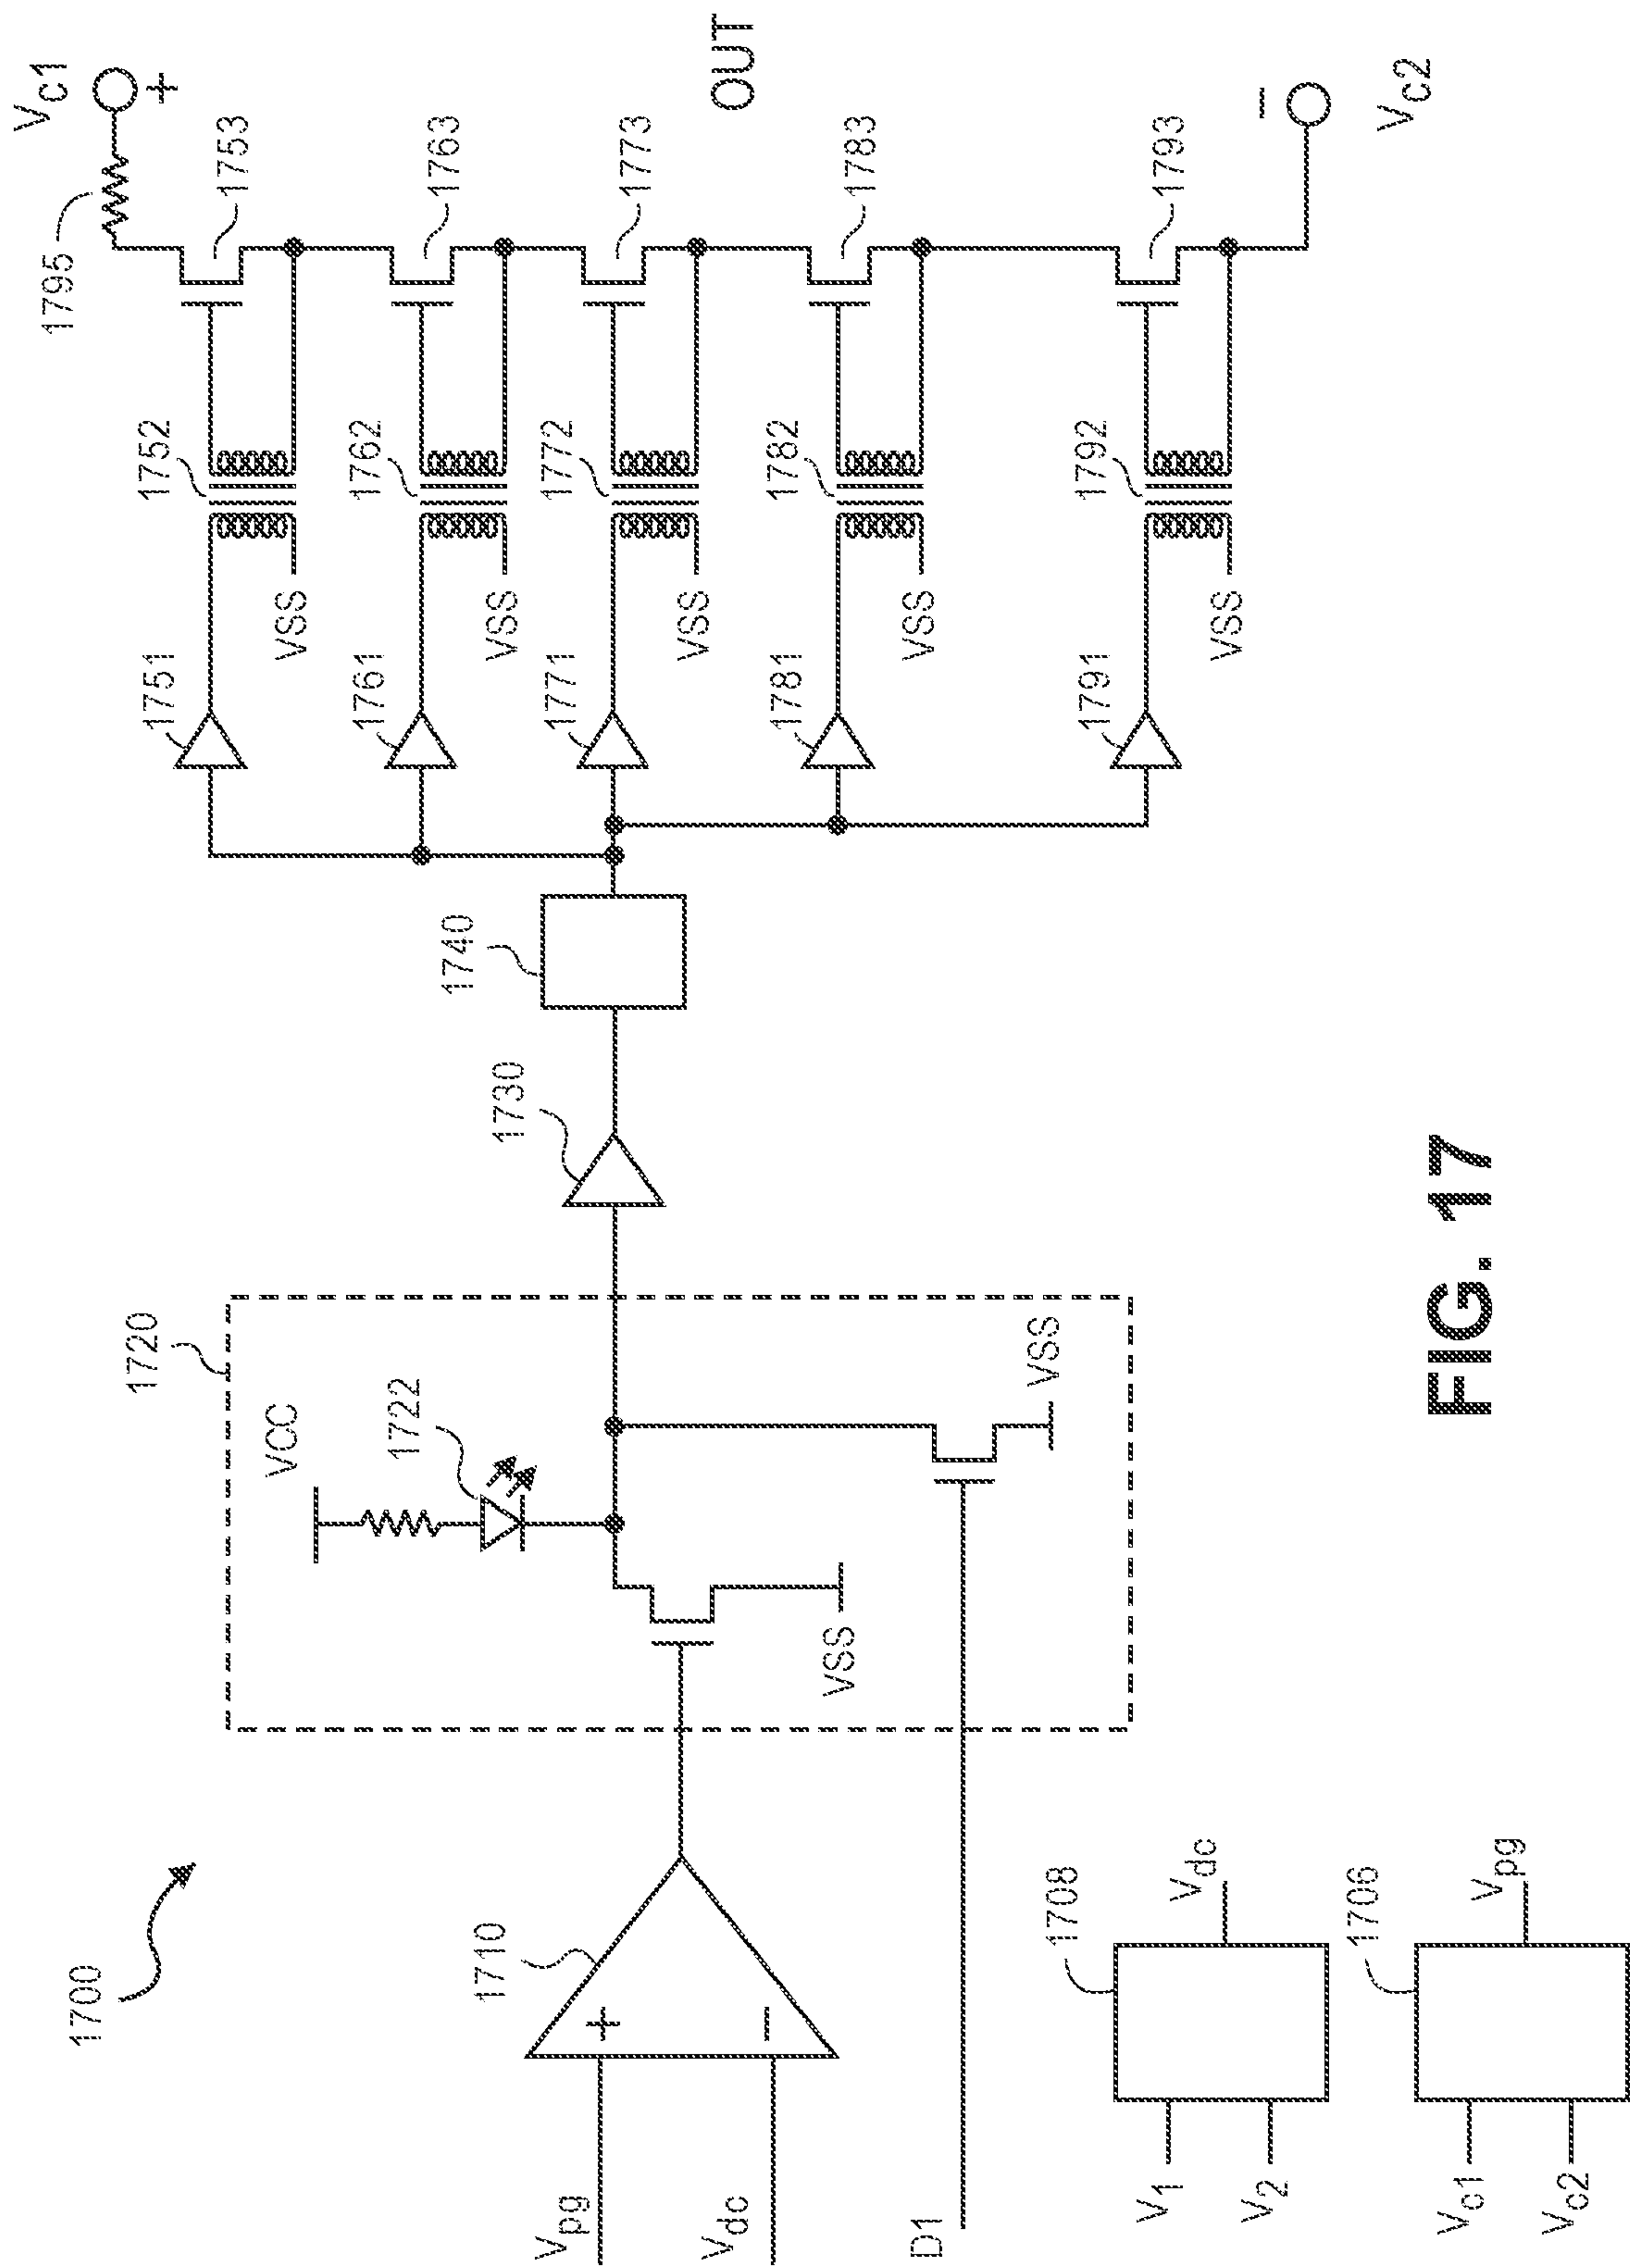 1700
V_pg
V_dc
D1
1710
1720
VCC
1722
VSS
VSS
1730
1740
1751
1752
VSS
1753
1761
1762
VSS
1763
1771
1772
VSS
1773
1781
1782
VSS
1783
1791
1792
VSS
1793
1795
V_c1
+
OUT
−
V_c2
+
−
V_1
V_2
1708
V_dc
V_c1
V_c2
1706
V_pg
FIG. 17